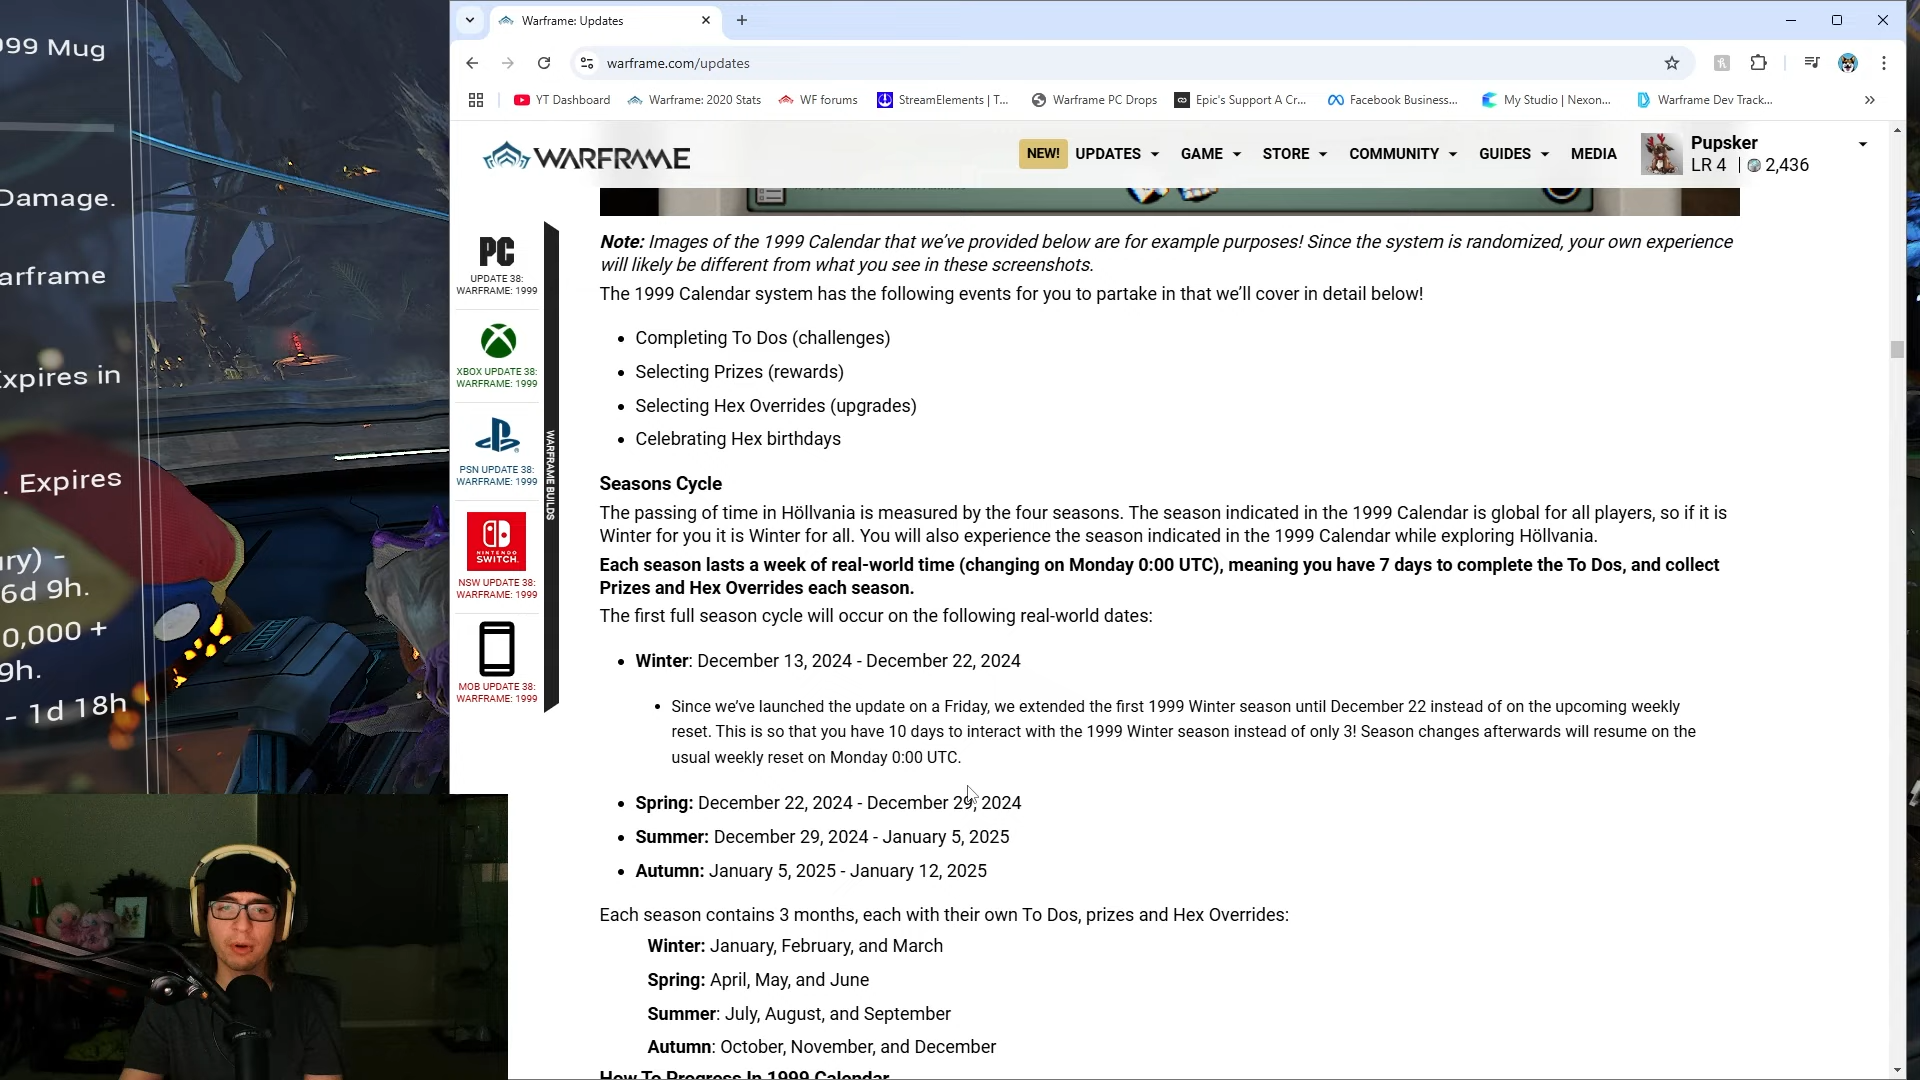 999 Mug
Damage.
arframe
xpires in
. Expires
ury) -
6d 9h.
0,000 +
9h.
- 1d 18h
Warframe: Updates
warframe.com/updates
YT Dashboard
Warframe: 2020 Stats
WF forums
StreamElements | T...
Warframe PC Drops
Epic's Support A Cr...
Facebook Business...
My Studio | Nexon...
Warframe Dev Track...
WARFRAME
NEW!
UPDATES
GAME
STORE
COMMUNITY
GUIDES
MEDIA
Pupsker
LR 4 | 2,436
PC
UPDATE 38:
WARFRAME: 1999
XBOX UPDATE 38:
WARFRAME: 1999
PSN UPDATE 38:
WARFRAME: 1999
NINTENDO
SWITCH.
NSW UPDATE 38:
WARFRAME: 1999
MOB UPDATE 38:
WARFRAME: 1999
WARFRAME BUILDS
Note: Images of the 1999 Calendar that we've provided below are for example purposes! Since the system is randomized, your own experience
will likely be different from what you see in these screenshots.
The 1999 Calendar system has the following events for you to partake in that we'll cover in detail below!
• Completing To Dos (challenges)
• Selecting Prizes (rewards)
• Selecting Hex Overrides (upgrades)
• Celebrating Hex birthdays
Seasons Cycle
The passing of time in Höllvania is measured by the four seasons. The season indicated in the 1999 Calendar is global for all players, so if it is
Winter for you it is Winter for all. You will also experience the season indicated in the 1999 Calendar while exploring Höllvania.
Each season lasts a week of real-world time (changing on Monday 0:00 UTC), meaning you have 7 days to complete the To Dos, and collect
Prizes and Hex Overrides each season.
The first full season cycle will occur on the following real-world dates:
• Winter: December 13, 2024 - December 22, 2024
• Since we've launched the update on a Friday, we extended the first 1999 Winter season until December 22 instead of on the upcoming weekly
reset. This is so that you have 10 days to interact with the 1999 Winter season instead of only 3! Season changes afterwards will resume on the
usual weekly reset on Monday 0:00 UTC.
• Spring: December 22, 2024 - December 29, 2024
• Summer: December 29, 2024 - January 5, 2025
• Autumn: January 5, 2025 - January 12, 2025
Each season contains 3 months, each with their own To Dos, prizes and Hex Overrides:
Winter: January, February, and March
Spring: April, May, and June
Summer: July, August, and September
Autumn: October, November, and December
How To Progress In 1999 Calendar